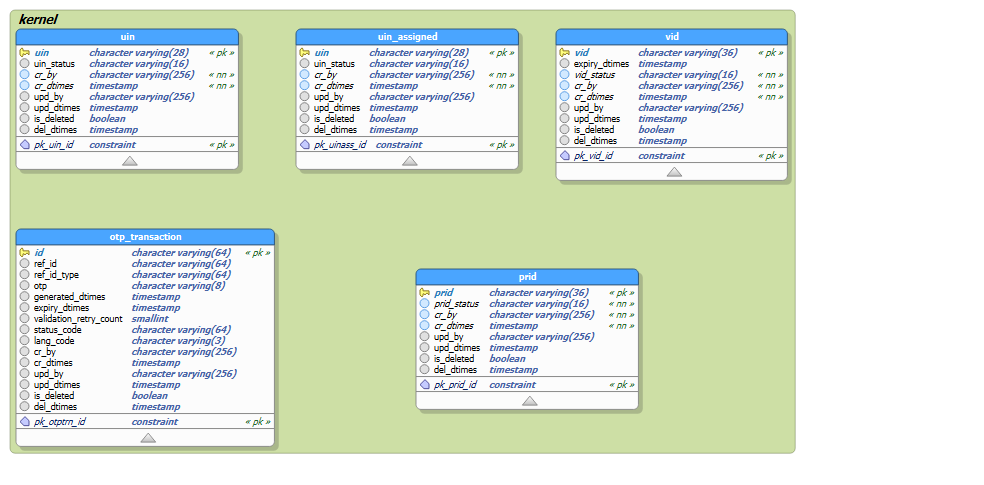 kernel
uin
uin character varying(28) « pk »
uin_status character varying(16)
cr_by character varying(256) « nn »
cr_dtimes timestamp « nn »
upd_by character varying(256)
upd_dtimes timestamp
is_deleted boolean
del_dtimes timestamp
pk_uin_id constraint « pk »
uin_assigned
uin character varying(28) « pk »
uin_status character varying(16)
cr_by character varying(256) « nn »
cr_dtimes timestamp « nn »
upd_by character varying(256)
upd_dtimes timestamp
is_deleted boolean
del_dtimes timestamp
pk_uinass_id constraint « pk »
vid
vid character varying(36) « pk »
expiry_dtimes timestamp
vid_status character varying(16) « nn »
cr_by character varying(256) « nn »
cr_dtimes timestamp « nn »
upd_by character varying(256)
upd_dtimes timestamp
is_deleted boolean
del_dtimes timestamp
pk_vid_id constraint « pk »
otp_transaction
id character varying(64) « pk »
ref_id character varying(64)
ref_id_type character varying(64)
otp character varying(8)
generated_dtimes timestamp
expiry_dtimes timestamp
validation_retry_count smallint
status_code character varying(64)
lang_code character varying(3)
cr_by character varying(256)
cr_dtimes timestamp
upd_by character varying(256)
upd_dtimes timestamp
is_deleted boolean
del_dtimes timestamp
pk_otptrn_id constraint « pk »
prid
prid character varying(36) « pk »
prid_status character varying(16) « nn »
cr_by character varying(256) « nn »
cr_dtimes timestamp « nn »
upd_by character varying(256)
upd_dtimes timestamp
is_deleted boolean
del_dtimes timestamp
pk_prid_id constraint « pk »